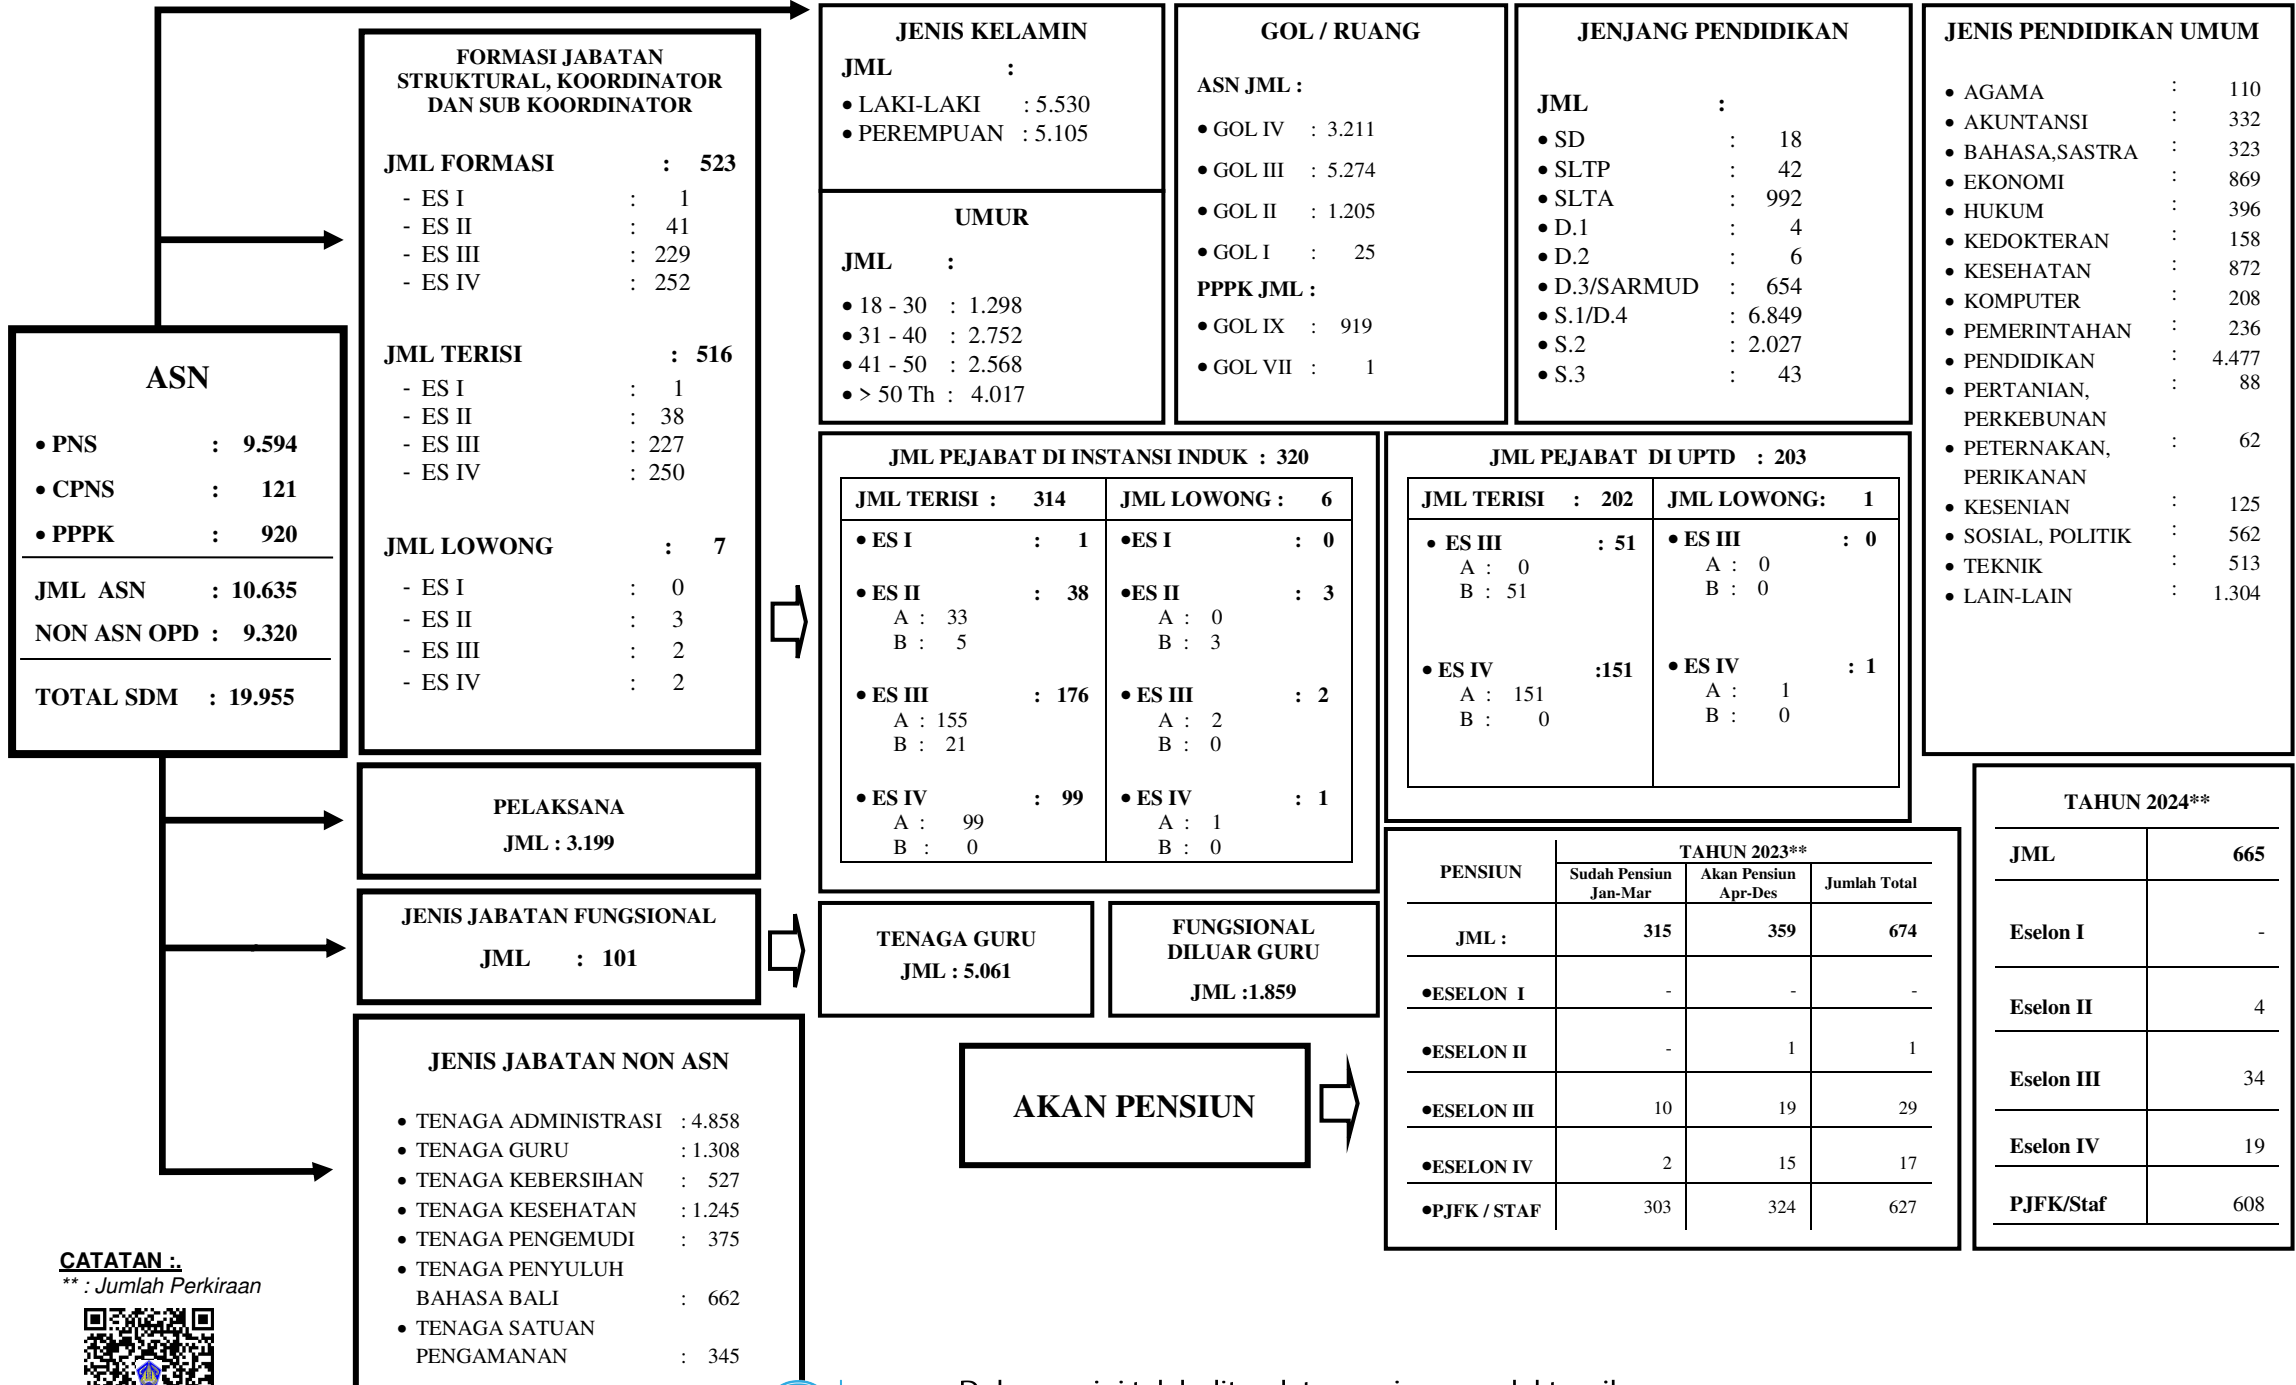 ASN
• PNS : 9.594
• CPNS : 121
• PPPK : 920
JML ASN : 10.635
NON ASN OPD : 9.320
TOTAL SDM : 19.955
FORMASI JABATAN
STRUKTURAL, KOORDINATOR
DAN SUB KOORDINATOR
JML FORMASI : 523
- ES I : 1
- ES II : 41
- ES III : 229
- ES IV : 252
JML TERISI : 516
- ES I : 1
- ES II : 38
- ES III : 227
- ES IV : 250
JML LOWONG : 7
- ES I : 0
- ES II : 3
- ES III : 2
- ES IV : 2
PELAKSANA
JML : 3.199
JENIS JABATAN FUNGSIONAL
JML : 101
JENIS JABATAN NON ASN
• TENAGA ADMINISTRASI : 4.858
• TENAGA GURU : 1.308
• TENAGA KEBERSIHAN : 527
• TENAGA KESEHATAN : 1.245
• TENAGA PENGEMUDI : 375
• TENAGA PENYULUH
BAHASA BALI : 662
• TENAGA SATUAN
PENGAMANAN : 345
JENIS KELAMIN
JML :
• LAKI-LAKI : 5.530
• PEREMPUAN : 5.105
UMUR
JML :
• 18 - 30 : 1.298
• 31 - 40 : 2.752
• 41 - 50 : 2.568
• > 50 Th : 4.017
GOL / RUANG
ASN JML :
• GOL IV : 3.211
• GOL III : 5.274
• GOL II : 1.205
• GOL I : 25
PPPK JML :
• GOL IX : 919
• GOL VII : 1
JENJANG PENDIDIKAN
JML :
• SD : 18
• SLTP : 42
• SLTA : 992
• D.1 : 4
• D.2 : 6
• D.3/SARMUD : 654
• S.1/D.4 : 6.849
• S.2 : 2.027
• S.3 : 43
JENIS PENDIDIKAN UMUM
• AGAMA : 110
• AKUNTANSI : 332
• BAHASA,SASTRA : 323
• EKONOMI : 869
• HUKUM : 396
• KEDOKTERAN : 158
• KESEHATAN : 872
• KOMPUTER : 208
• PEMERINTAHAN : 236
• PENDIDIKAN : 4.477
• PERTANIAN, : 88
PERKEBUNAN
• PETERNAKAN, : 62
PERIKANAN
• KESENIAN : 125
• SOSIAL, POLITIK : 562
• TEKNIK : 513
• LAIN-LAIN : 1.304
JML PEJABAT DI INSTANSI INDUK : 320
JML TERISI : 314
• ES I : 1
• ES II : 38
A : 33
B : 5
• ES III : 176
A : 155
B : 21
• ES IV : 99
A : 99
B : 0
JML LOWONG : 6
•ES I : 0
•ES II : 3
A : 0
B : 3
• ES III : 2
A : 2
B : 0
• ES IV : 1
A : 1
B : 0
JML PEJABAT DI UPTD : 203
JML TERISI : 202
• ES III : 51
A : 0
B : 51
• ES IV :151
A : 151
B : 0
JML LOWONG: 1
• ES III : 0
A : 0
B : 0
• ES IV : 1
A : 1
B : 0
TENAGA GURU
JML : 5.061
FUNGSIONAL
DILUAR GURU
JML :1.859
AKAN PENSIUN
PENSIUN
TAHUN 2023**
Sudah Pensiun
Jan-Mar
Akan Pensiun
Apr-Des
Jumlah Total
JML : 315 359 674
•ESELON I - - -
•ESELON II - 1 1
•ESELON III 10 19 29
•ESELON IV 2 15 17
•PJFK / STAF 303 324 627
TAHUN 2024**
JML 665
Eselon I -
Eselon II 4
Eselon III 34
Eselon IV 19
PJFK/Staf 608
CATATAN :.
** : Jumlah Perkiraan